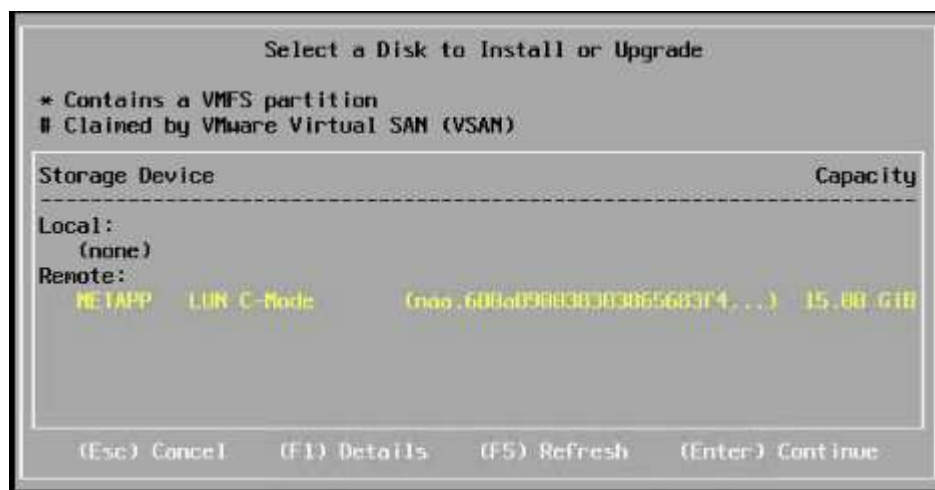 Select a Disk to Install or Upgrade
* Contains a VMFS partition
# Claimed by VMware Virtual SAN (VSAN)
Storage Device Capacity
--------------------------------------------------------------------------------
Local:
(none)
Remote:
NETAPP LUN C-Mode 15.00 GiB
(Esc) Cancel (F1) Details (F5) Refresh (Enter) Continue